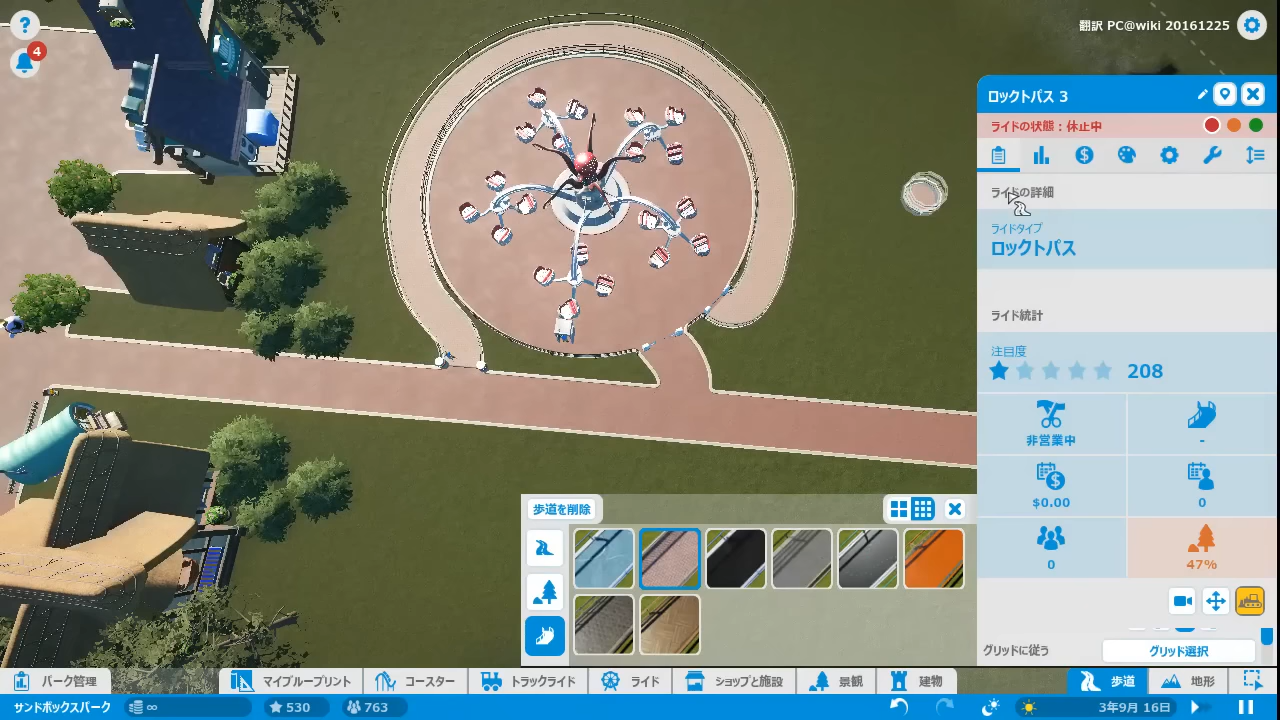 ?
4
翻訳 PC@wiki 20161225
ロックトパス 3
ライドの状態：休止中
ライドの詳細
ライドタイプ
ロックトパス
ライド統計
注目度
208
非営業中
-
$0.00
0
0
47%
グリッドに従う
グリッド選択
歩道を削除
パーク管理
マイブループリント
コースター
トラックライド
ライド
ショップと施設
景観
建物
歩道
地形
サンドボックスパーク
∞
530
763
3年9月 16日